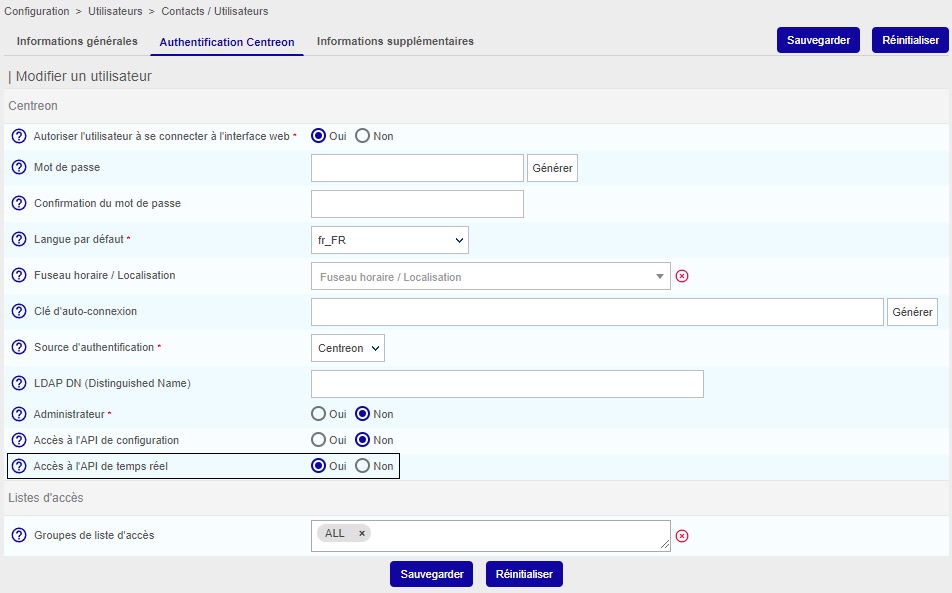 Configuration > Utilisateurs > Contacts / Utilisateurs
Informations générales Authentification Centreon Informations supplémentaires Sauvegarder Réinitialiser
| Modifier un utilisateur
Centreon
Autoriser l'utilisateur à se connecter à l'interface web * Oui Non
Mot de passe Générer
Confirmation du mot de passe
Langue par défaut * fr_FR
Fuseau horaire / Localisation Fuseau horaire / Localisation
Clé d'auto-connexion Générer
Source d'authentification * Centreon
LDAP DN (Distinguished Name)
Administrateur * Oui Non
Accès à l'API de configuration Oui Non
Accès à l'API de temps réel Oui Non
Listes d'accès
Groupes de liste d'accès ALL ×
Sauvegarder Réinitialiser